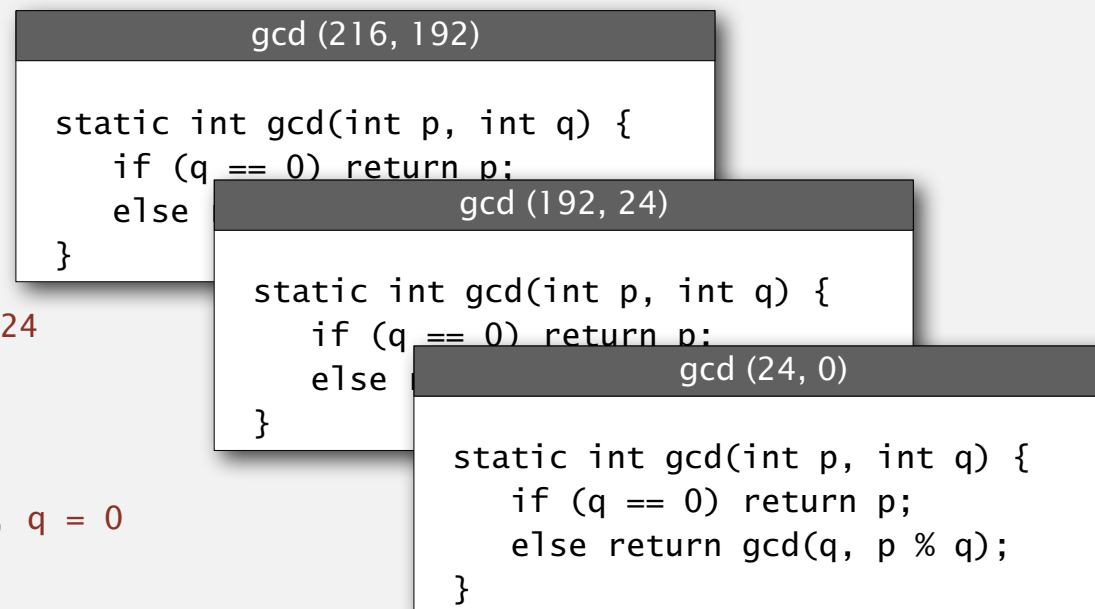 gcd (216, 192)
static int gcd(int p, int q) {
if (q == 0) return p;
else
}
gcd (192, 24)
static int gcd(int p, int q) {
if (q == 0) return p;
else
}
24
gcd (24, 0)
static int gcd(int p, int q) {
if (q == 0) return p;
else return gcd(q, p % q);
}
q = 0